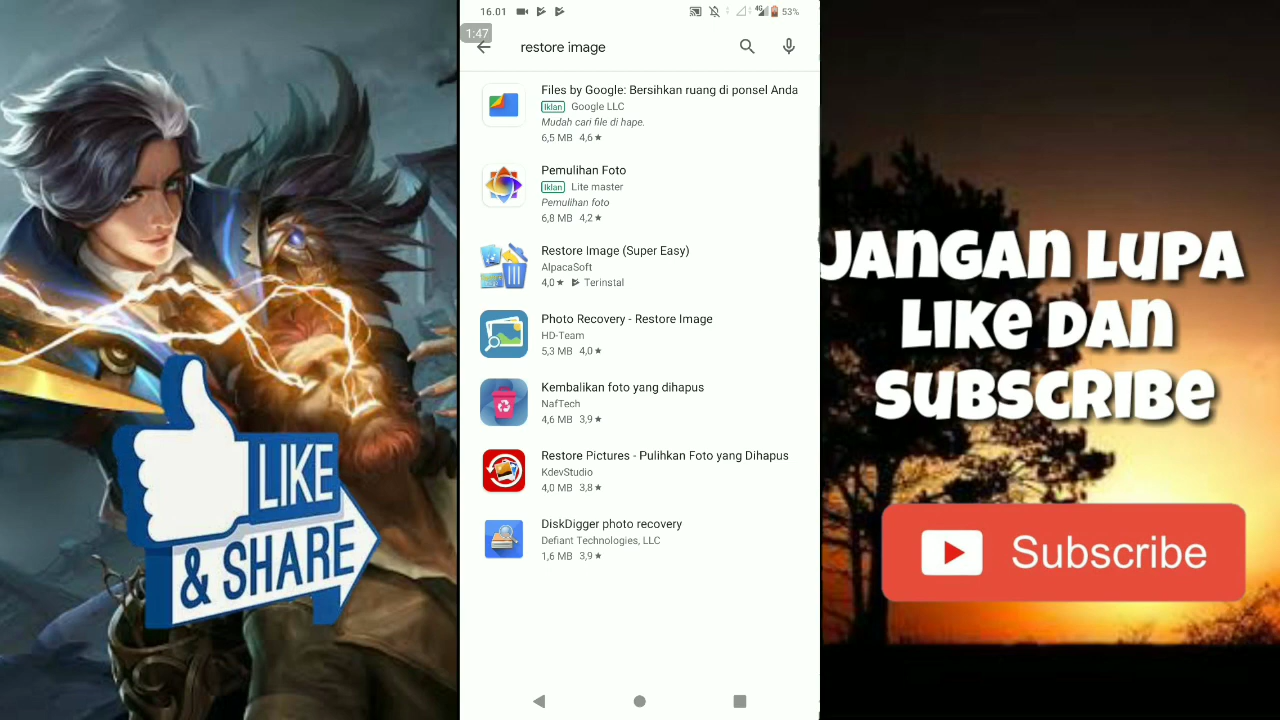 16.01
4G
53%
1:47
restore image
Files by Google: Bersihkan ruang di ponsel Anda
Iklan Google LLC
Mudah cari file di hape.
6,5 MB 4,6★
Pemulihan Foto
Iklan Lite master
Pemulihan foto
6,8 MB 4,2★
Restore Image (Super Easy)
AlpacaSoft
4,0★ Terinstal
Photo Recovery - Restore Image
HD-Team
5,3 MB 4,0★
Kembalikan foto yang dihapus
NafTech
4,6 MB 3,9★
Restore Pictures - Pulihkan Foto yang Dihapus
KdevStudio
4,0 MB 3,8★
DiskDigger photo recovery
Defiant Technologies, LLC
1,6 MB 3,9★
LIKE
& SHARE
JANGAN LUPA
LIKE DAN
SUBSCRIBE
Subscribe